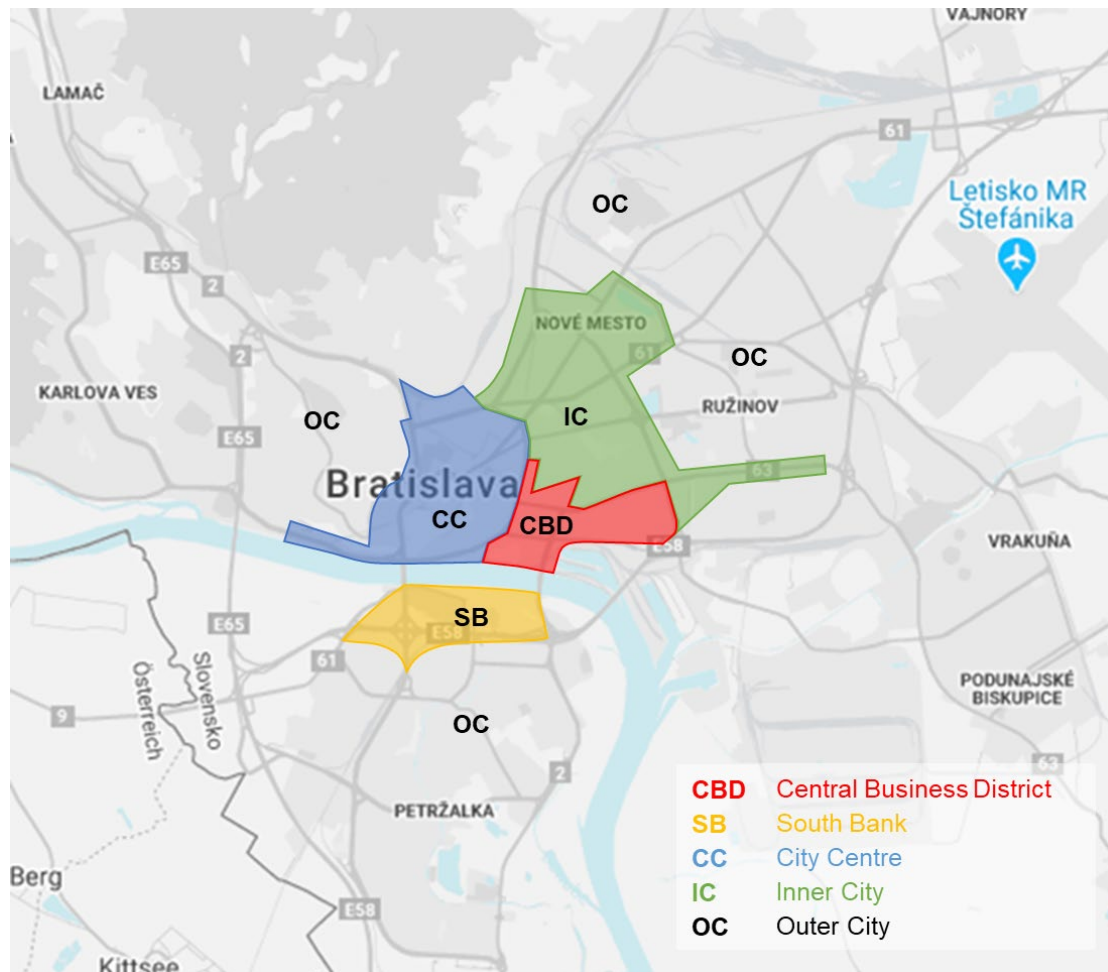 VAJNORY
LAMAČ
61
OC
Letisko MR
Štefánika
E65
2
NOVÉ MESTO
2
61
OC
KARLOVA VES
RUŽINOV
OC
IC
E65
63
Bratislava
CC
CBD
E58
VRAKUŇA
SB
E58
E65
61
Slovensko
Österreich
PODUNAJSKÉ
BISKUPICE
9
OC
63
2
PETRŽALKA
CBD Central Business District
SB South Bank
CC City Centre
IC Inner City
OC Outer City
Berg
E58
Kittsee